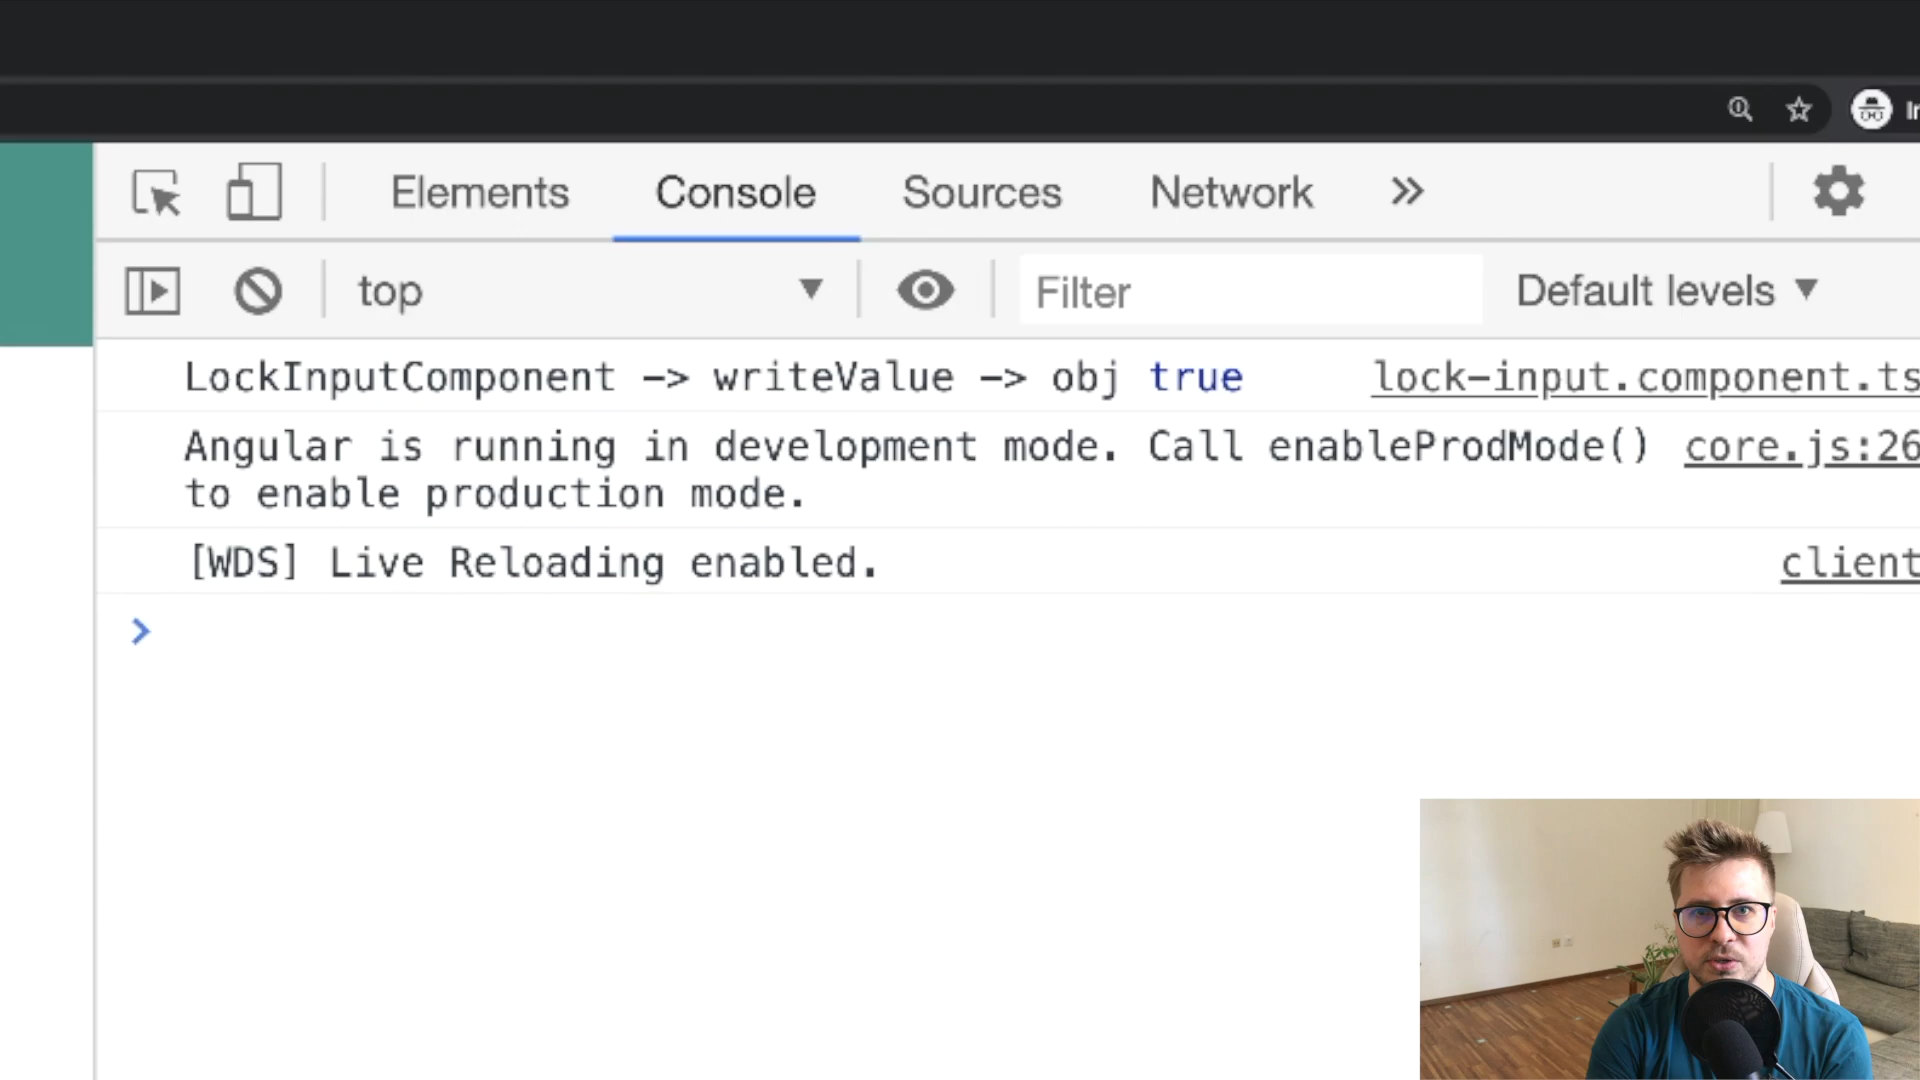 In
Elements Console Sources Network
top Filter Default levels
LockInputComponent -> writeValue -> obj true lock-input.component.ts
Angular is running in development mode. Call enableProdMode() core.js:26
to enable production mode.
[WDS] Live Reloading enabled. client